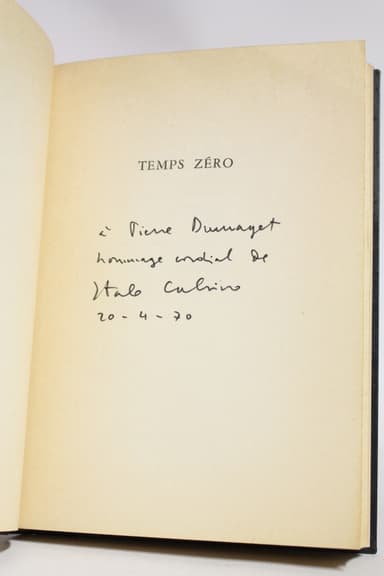 TEMPS ZÉRO
à Pierre Dumayet
hommage cordial de
Italo Calvino
20-4-70